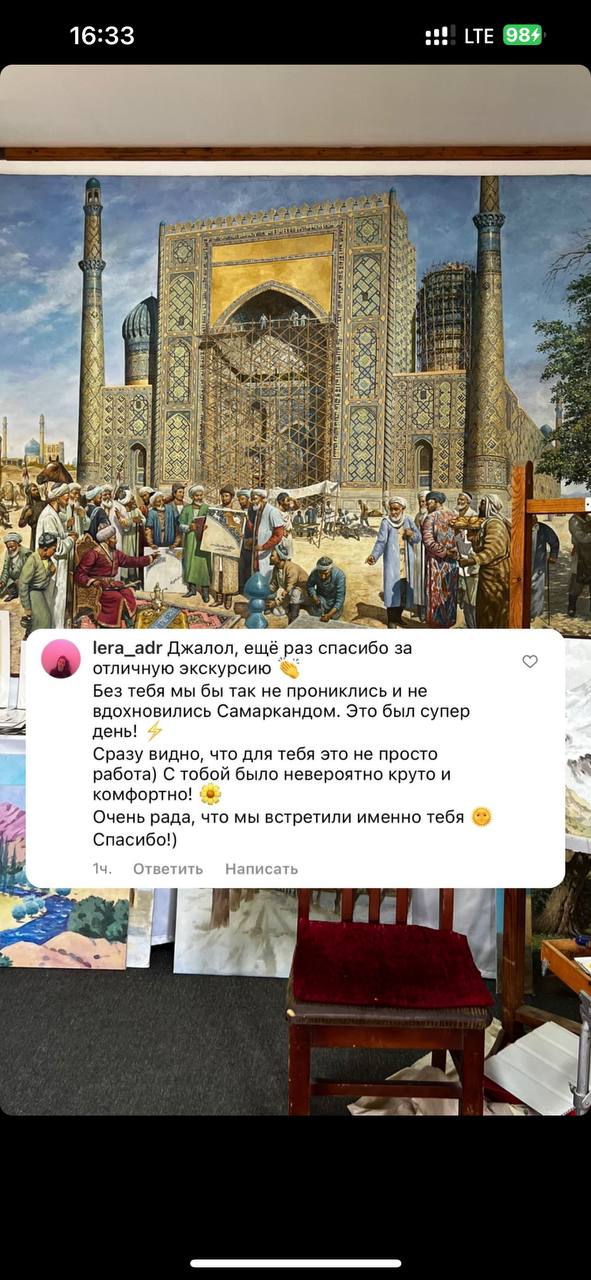 16:33
LTE 98
lera_adr Джалол, ещё раз спасибо за
отличную экскурсию 👏
Без тебя мы бы так не прониклись и не
вдохновились Самаркандом. Это был супер
день! ⚡
Сразу видно, что для тебя это не просто
работа) С тобой было невероятно круто и
комфортно! 🌼
Очень рада, что мы встретили именно тебя 🌞
Спасибо!)
1ч. Ответить Написать